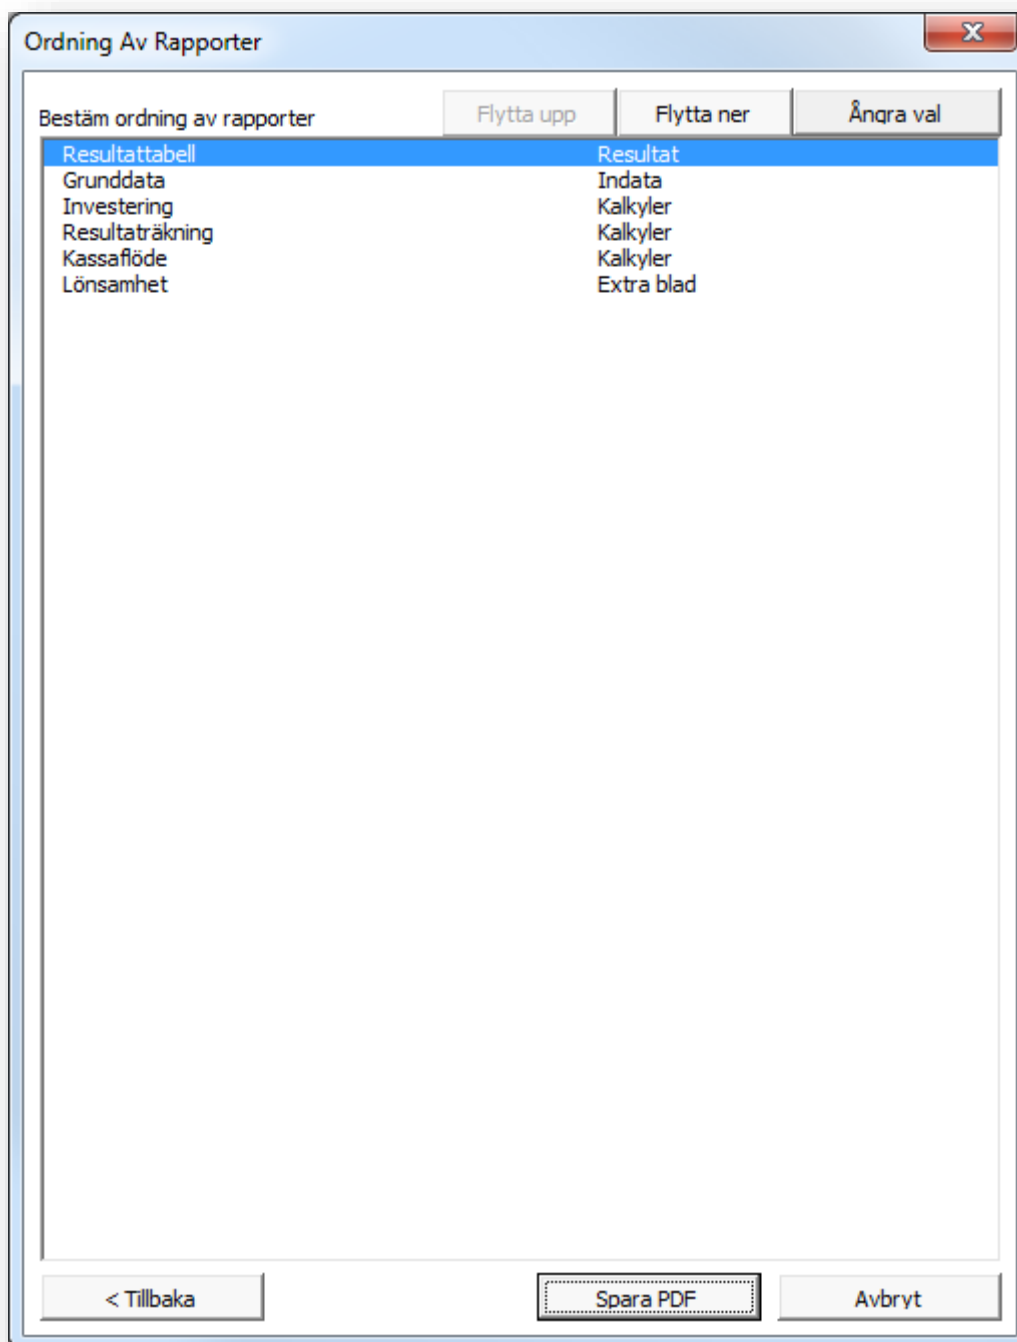 Ordning Av Rapporter
Bestäm ordning av rapporter Flytta upp Flytta ner Ångra val
Resultattabell Resultat
Grunddata Indata
Investering Kalkyler
Resultaträkning Kalkyler
Kassaflöde Kalkyler
Lönsamhet Extra blad
< Tillbaka Spara PDF Avbryt